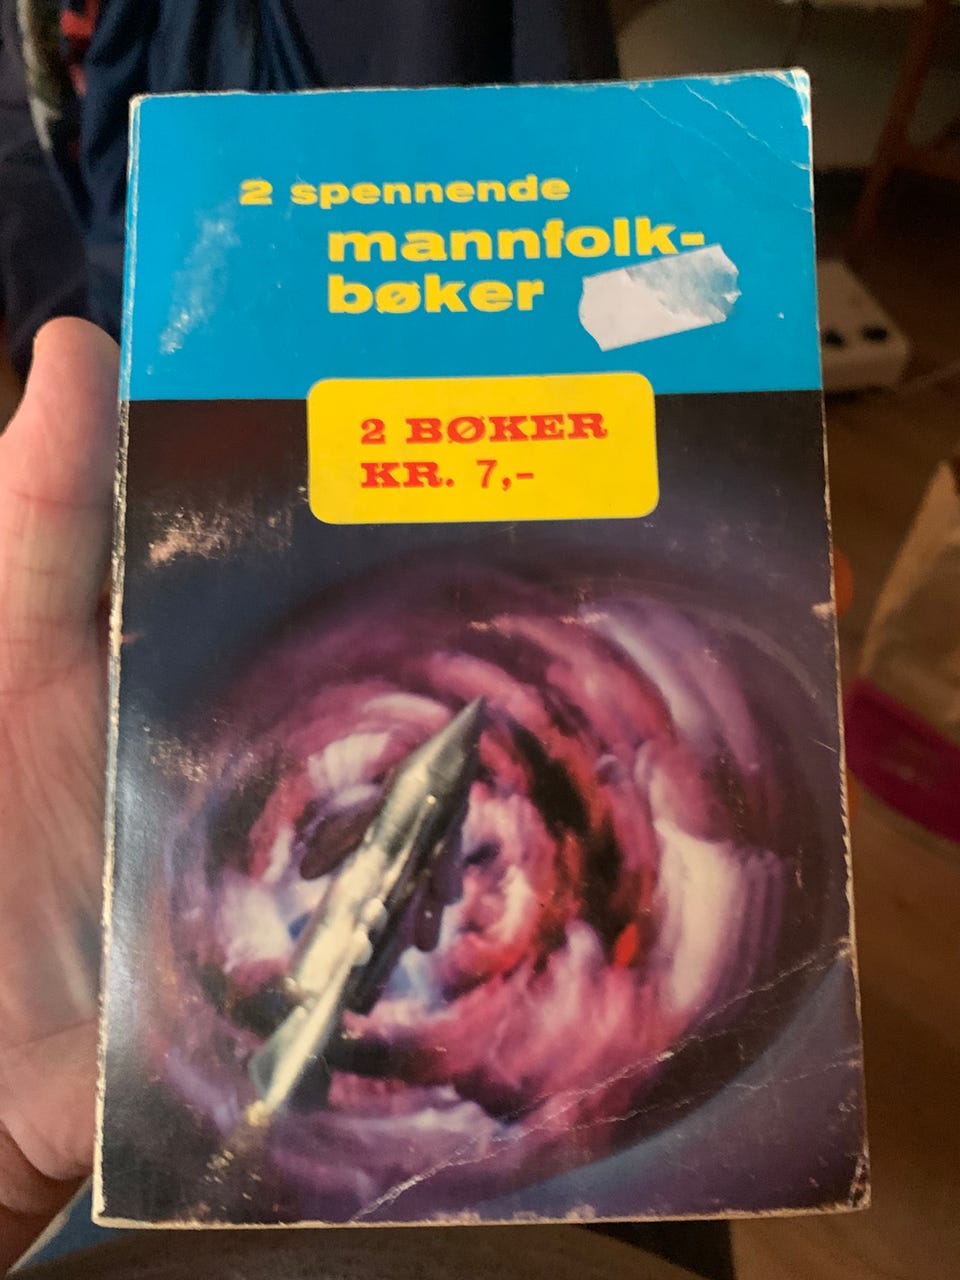 2 spennende
mannfolk-
bøker
2 BØKER
KR. 7,-